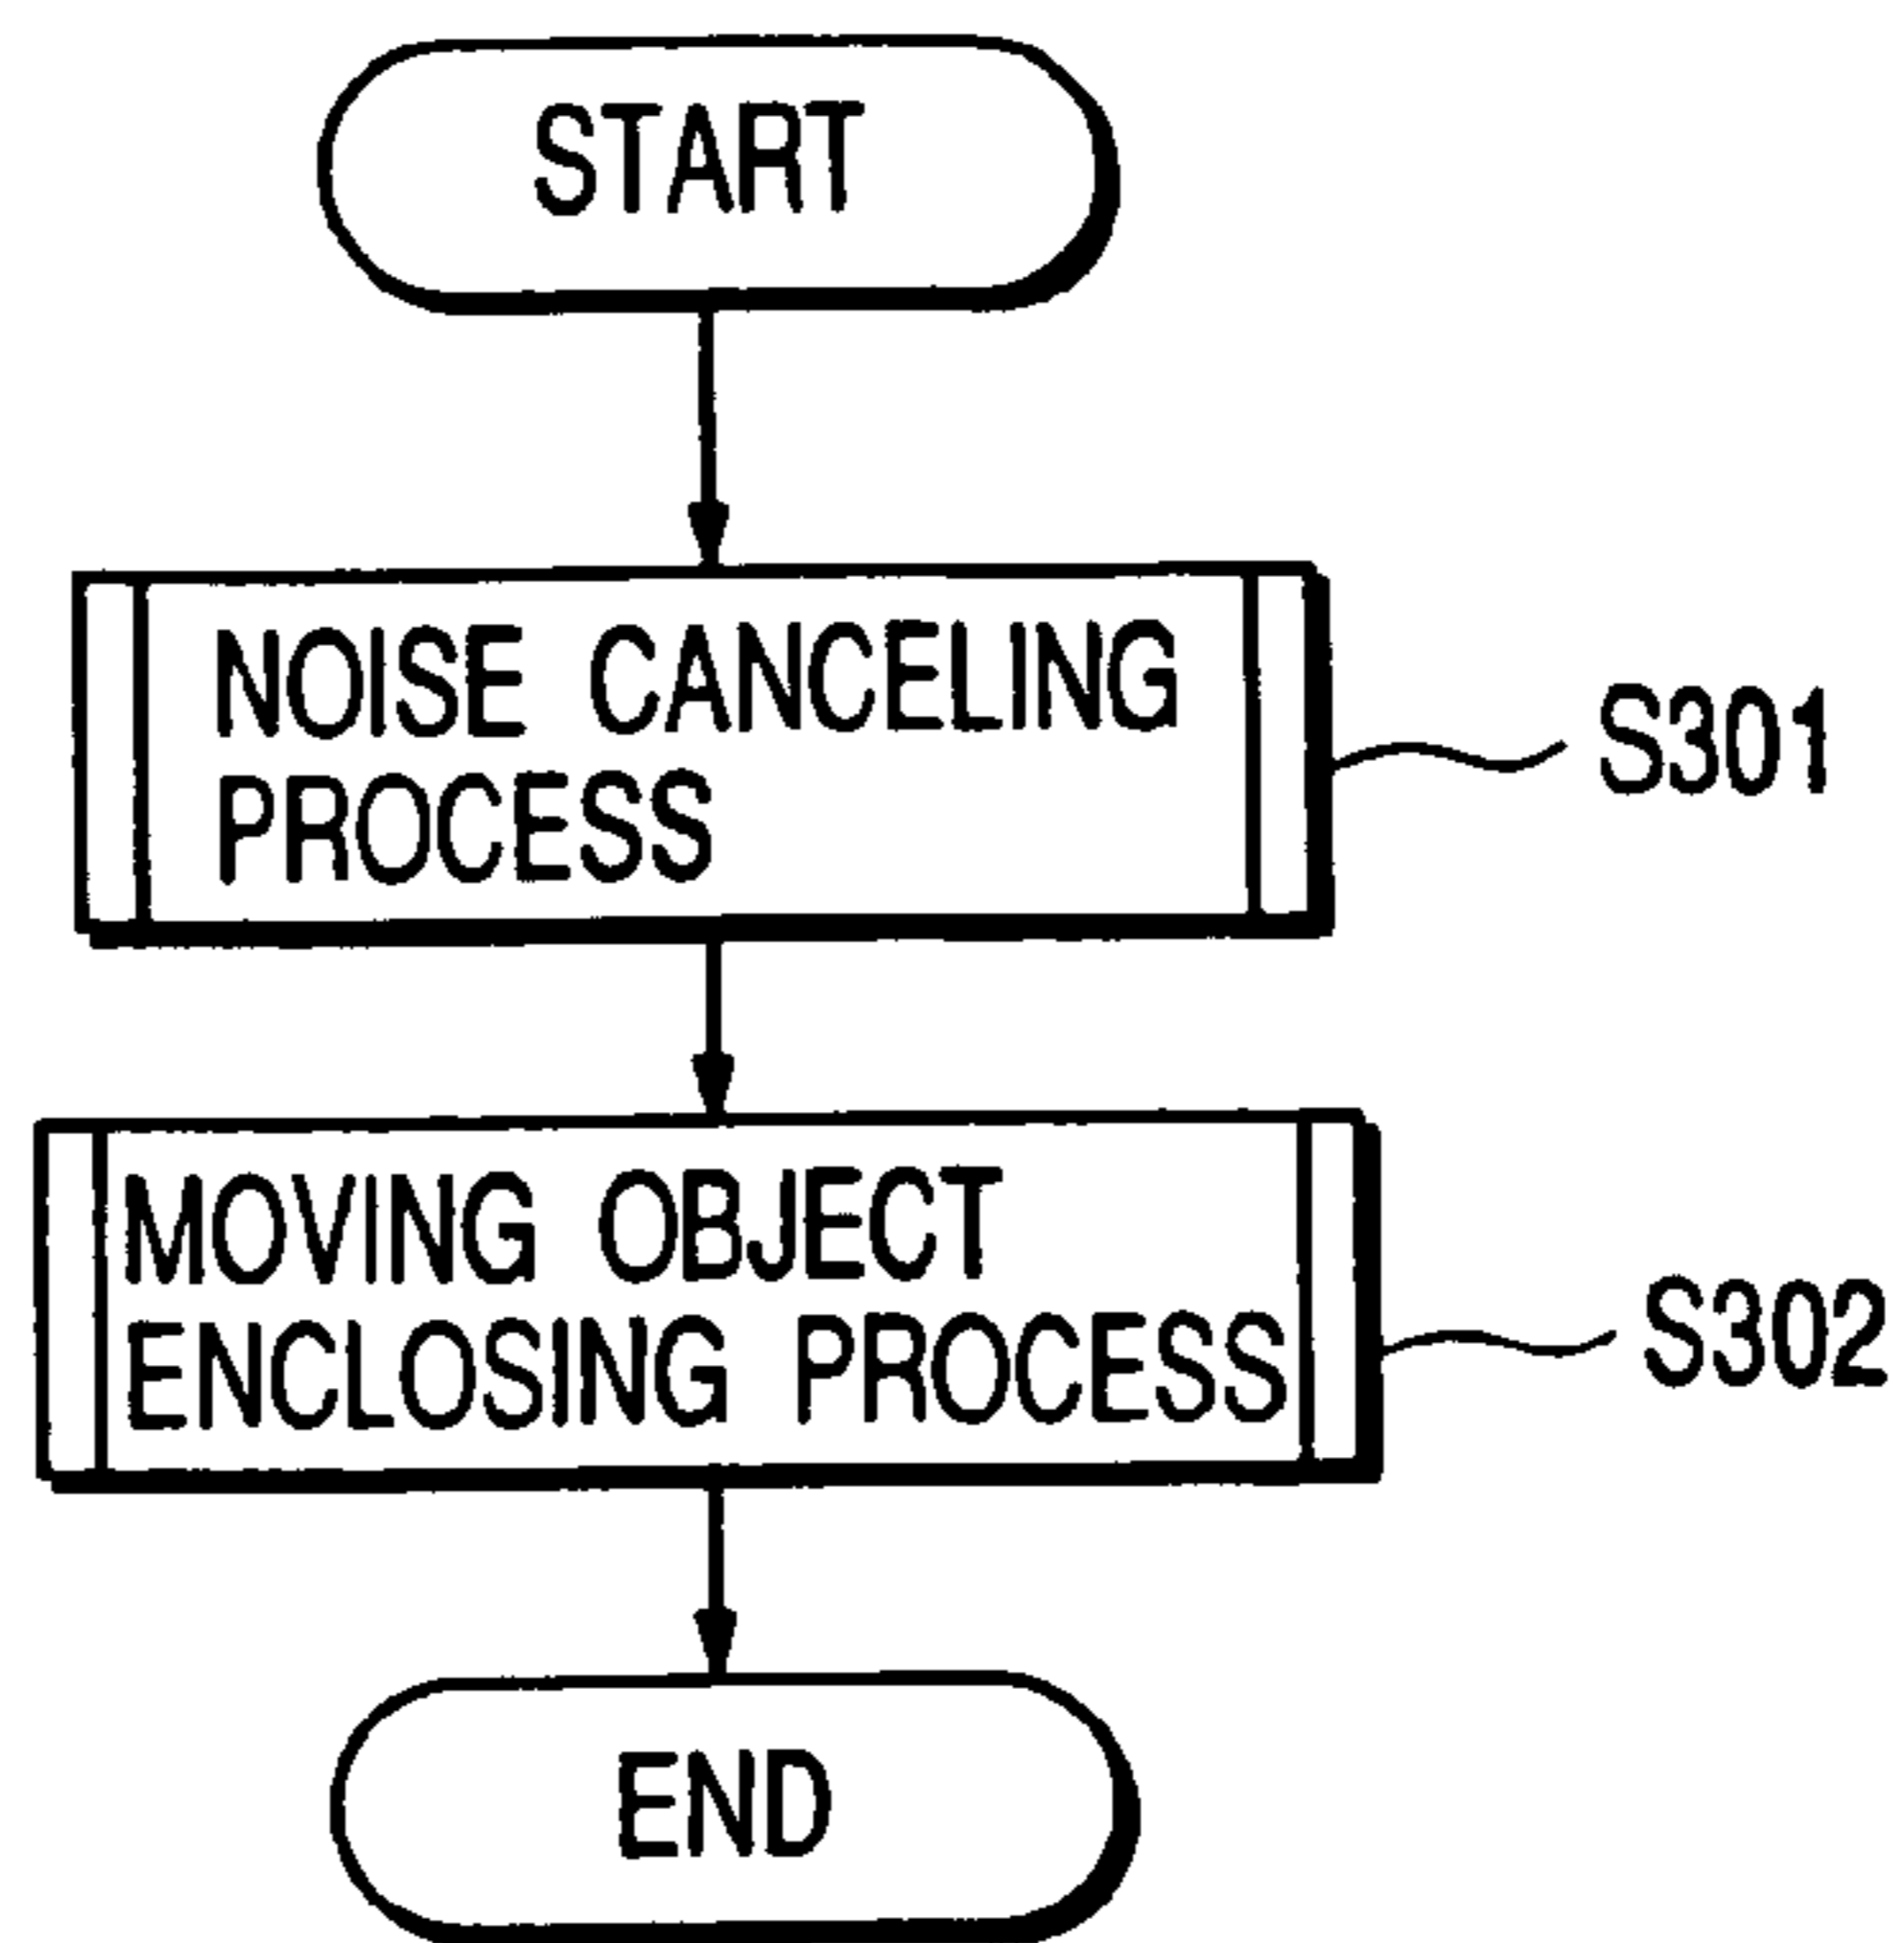 START
NOISE CANCELING
PROCESS
S301
MOVING OBJECT
ENCLOSING PROCESS
S302
END